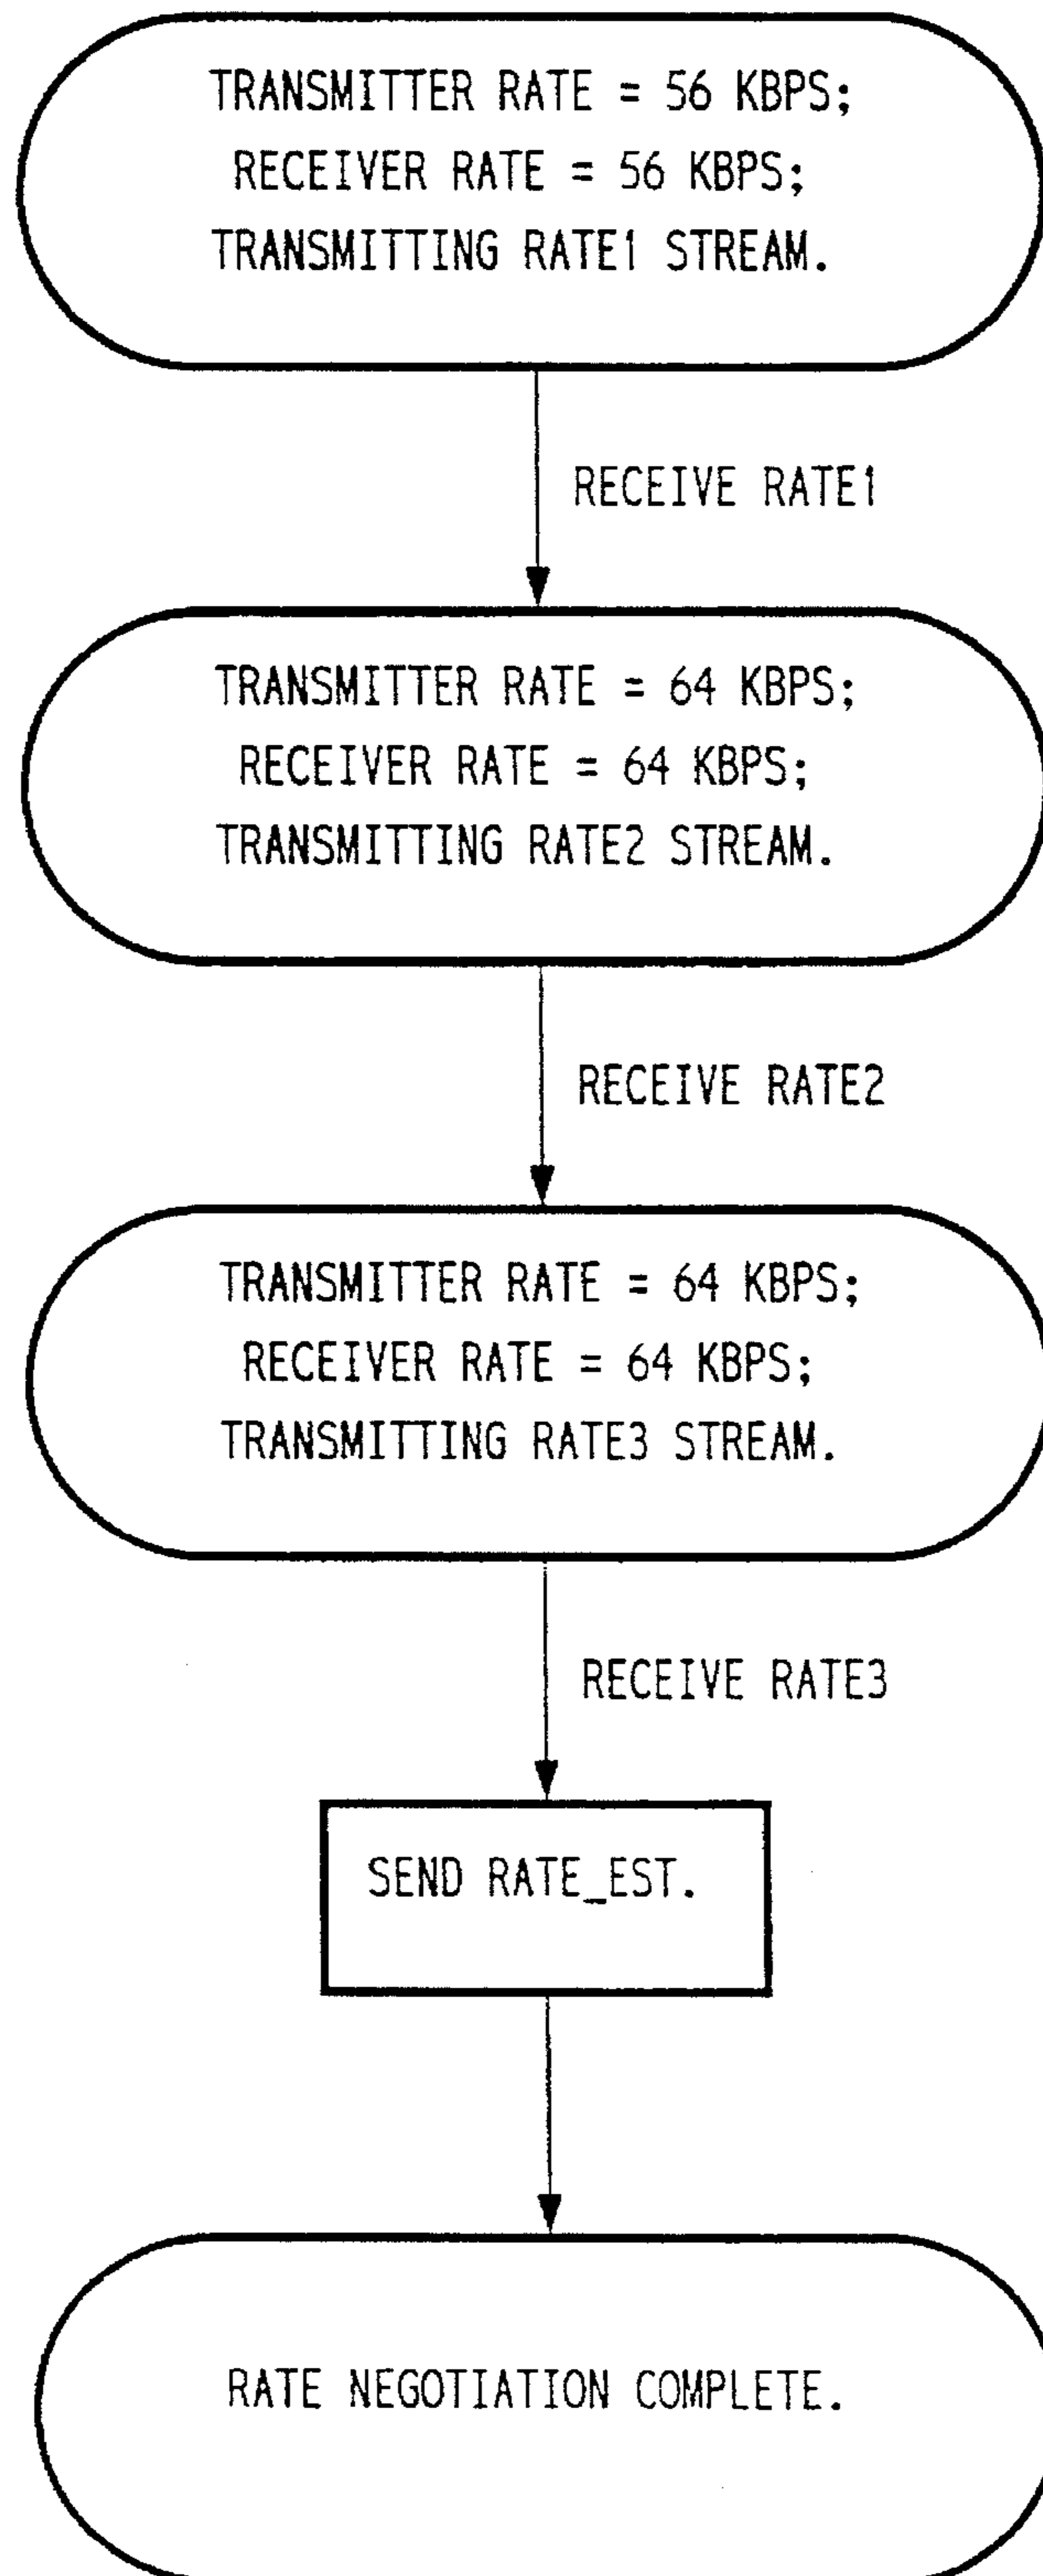 TRANSMITTER RATE = 56 KBPS;
RECEIVER RATE = 56 KBPS;
TRANSMITTING RATE1 STREAM.
RECEIVE RATE1
TRANSMITTER RATE = 64 KBPS;
RECEIVER RATE = 64 KBPS;
TRANSMITTING RATE2 STREAM.
RECEIVE RATE2
TRANSMITTER RATE = 64 KBPS;
RECEIVER RATE = 64 KBPS;
TRANSMITTING RATE3 STREAM.
RECEIVE RATE3
SEND RATE_EST.
RATE NEGOTIATION COMPLETE.